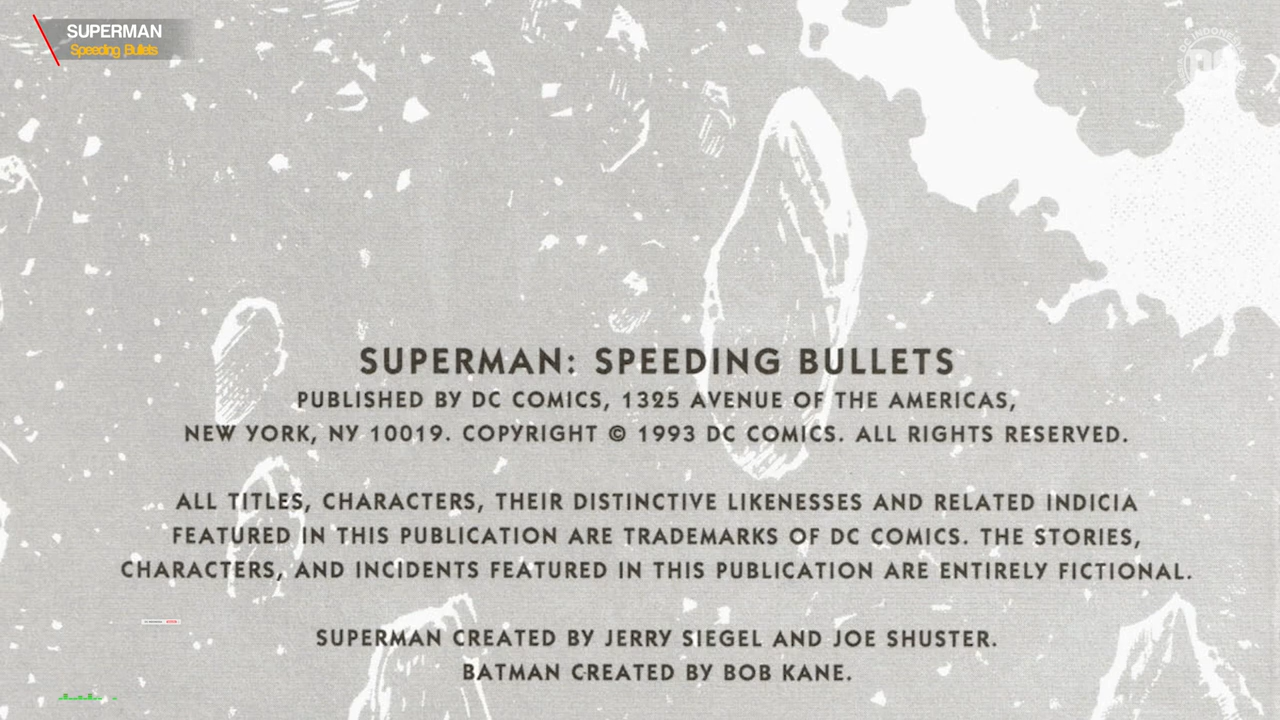 SUPERMAN
Speeding Bullets
DC INDONESIA
SUPERMAN: SPEEDING BULLETS
PUBLISHED BY DC COMICS, 1325 AVENUE OF THE AMERICAS,
NEW YORK, NY 10019. COPYRIGHT © 1993 DC COMICS. ALL RIGHTS RESERVED.
ALL TITLES, CHARACTERS, THEIR DISTINCTIVE LIKENESSES AND RELATED INDICIA
FEATURED IN THIS PUBLICATION ARE TRADEMARKS OF DC COMICS. THE STORIES,
CHARACTERS, AND INCIDENTS FEATURED IN THIS PUBLICATION ARE ENTIRELY FICTIONAL.
SUPERMAN CREATED BY JERRY SIEGEL AND JOE SHUSTER.
BATMAN CREATED BY BOB KANE.